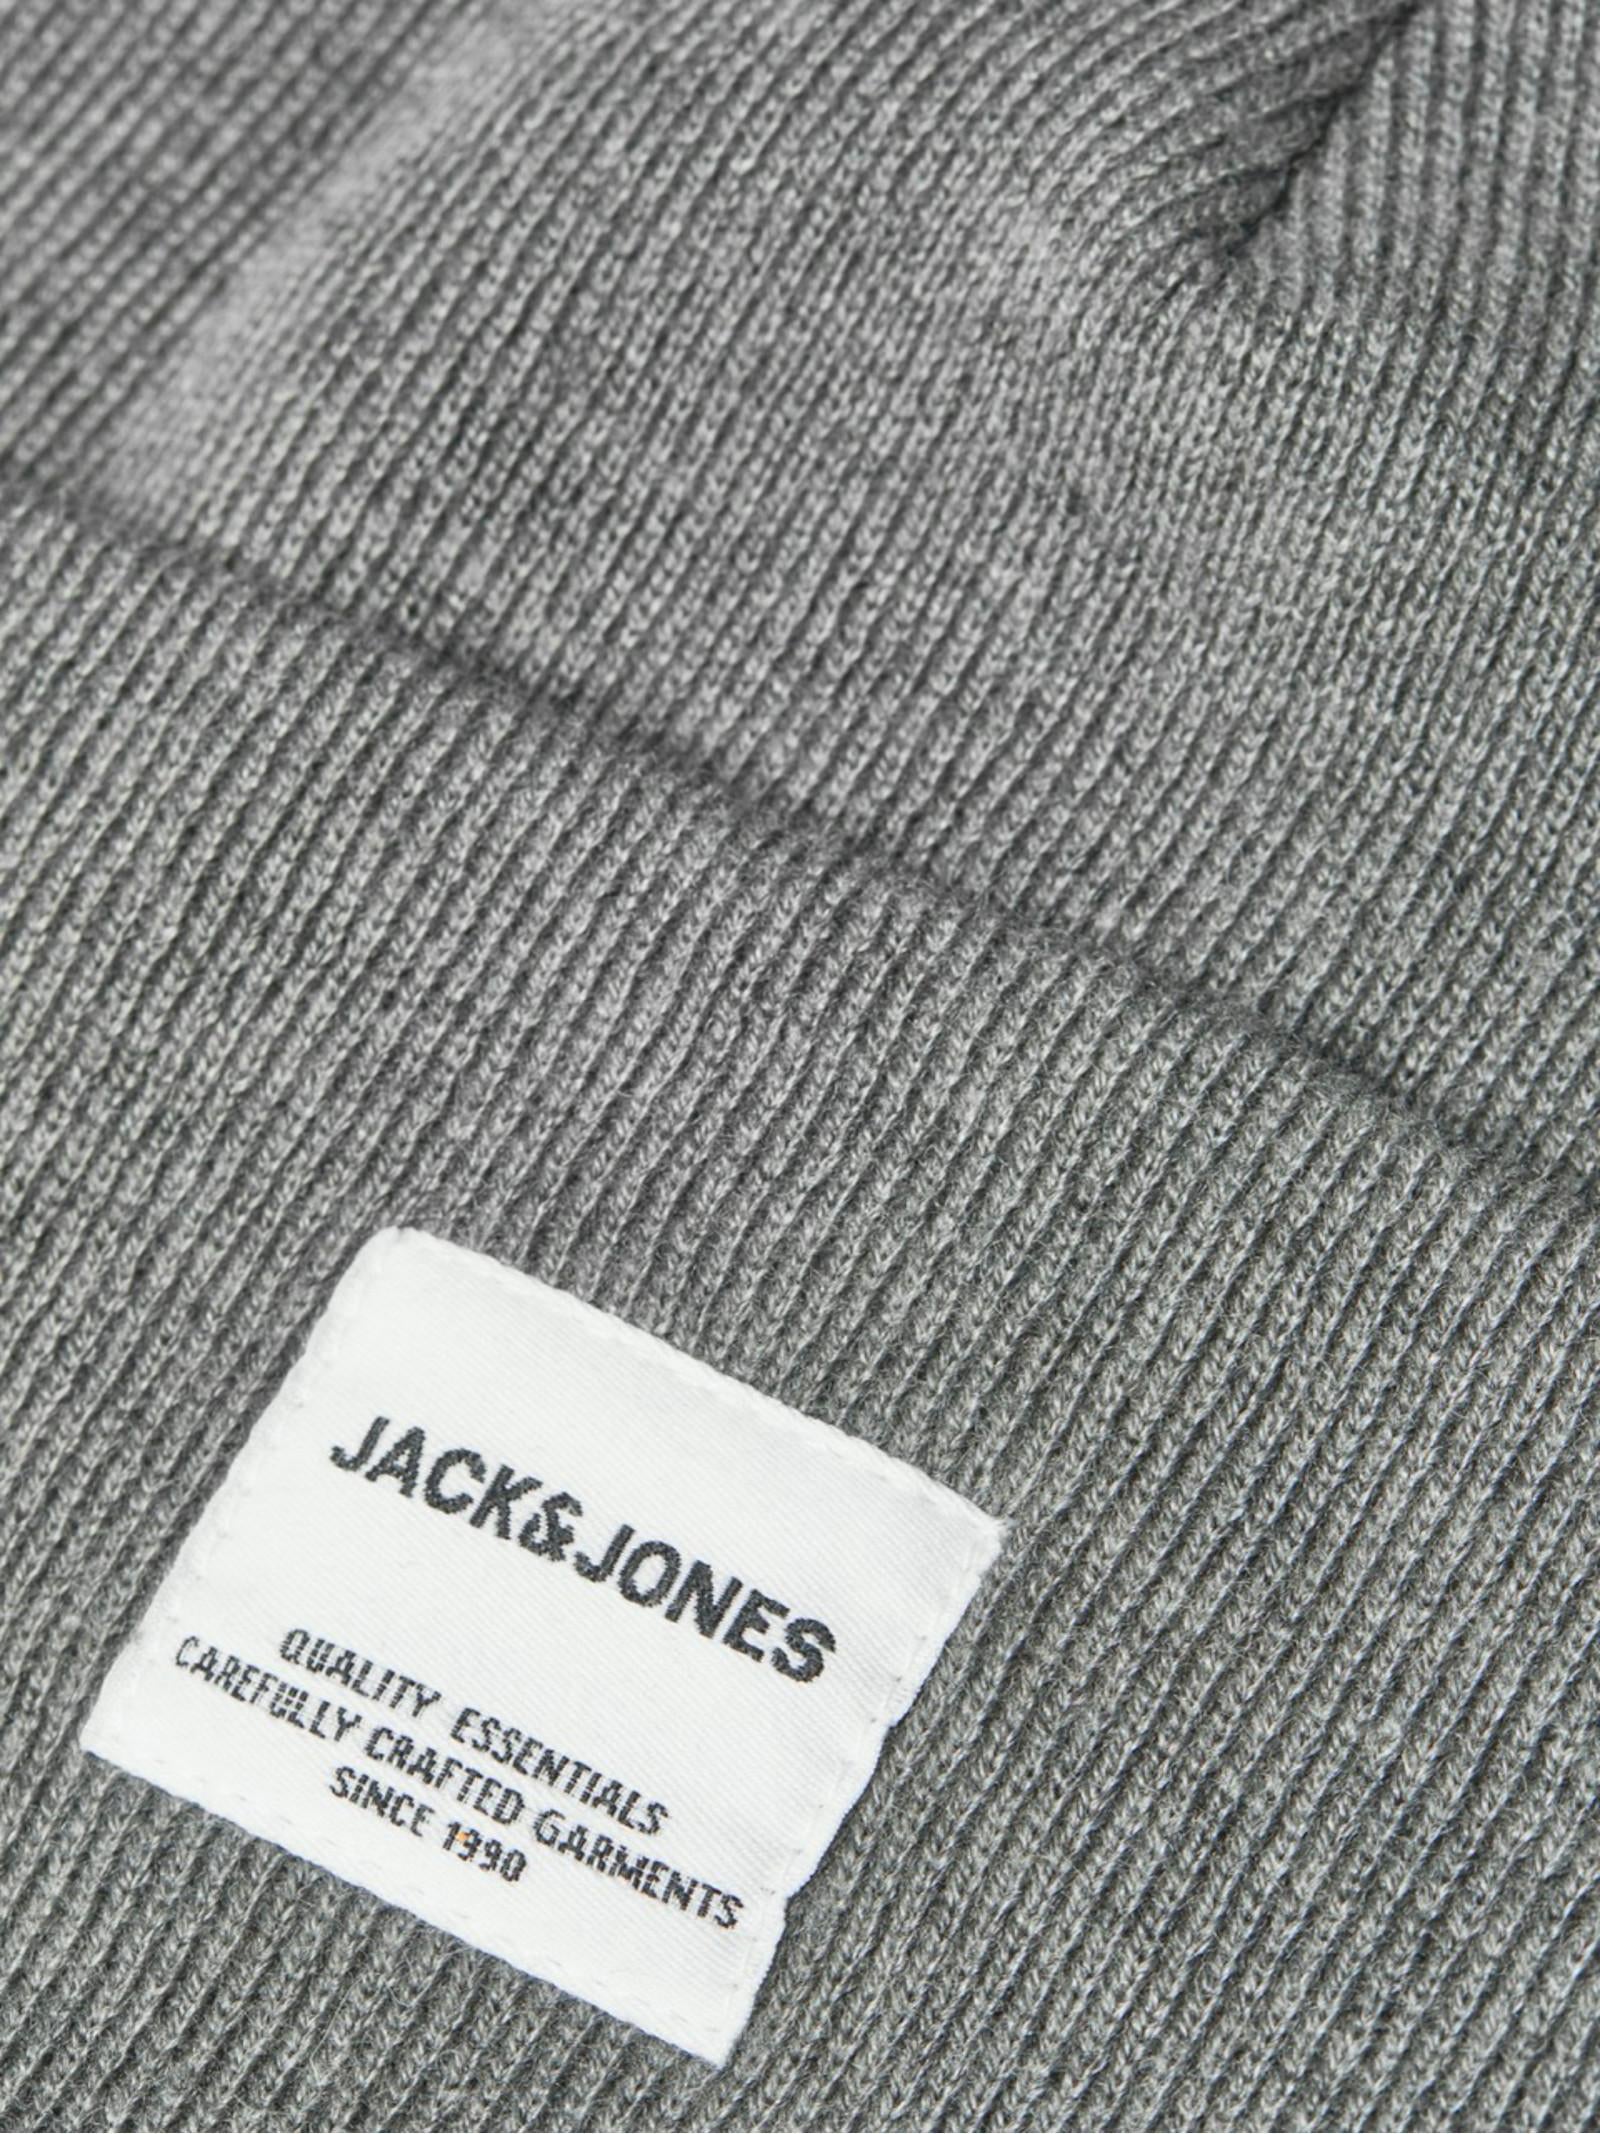 JACK&JONES
QUALITY ESSENTIALS
CAREFULLY CRAFTED GARMENTS
SINCE 1990